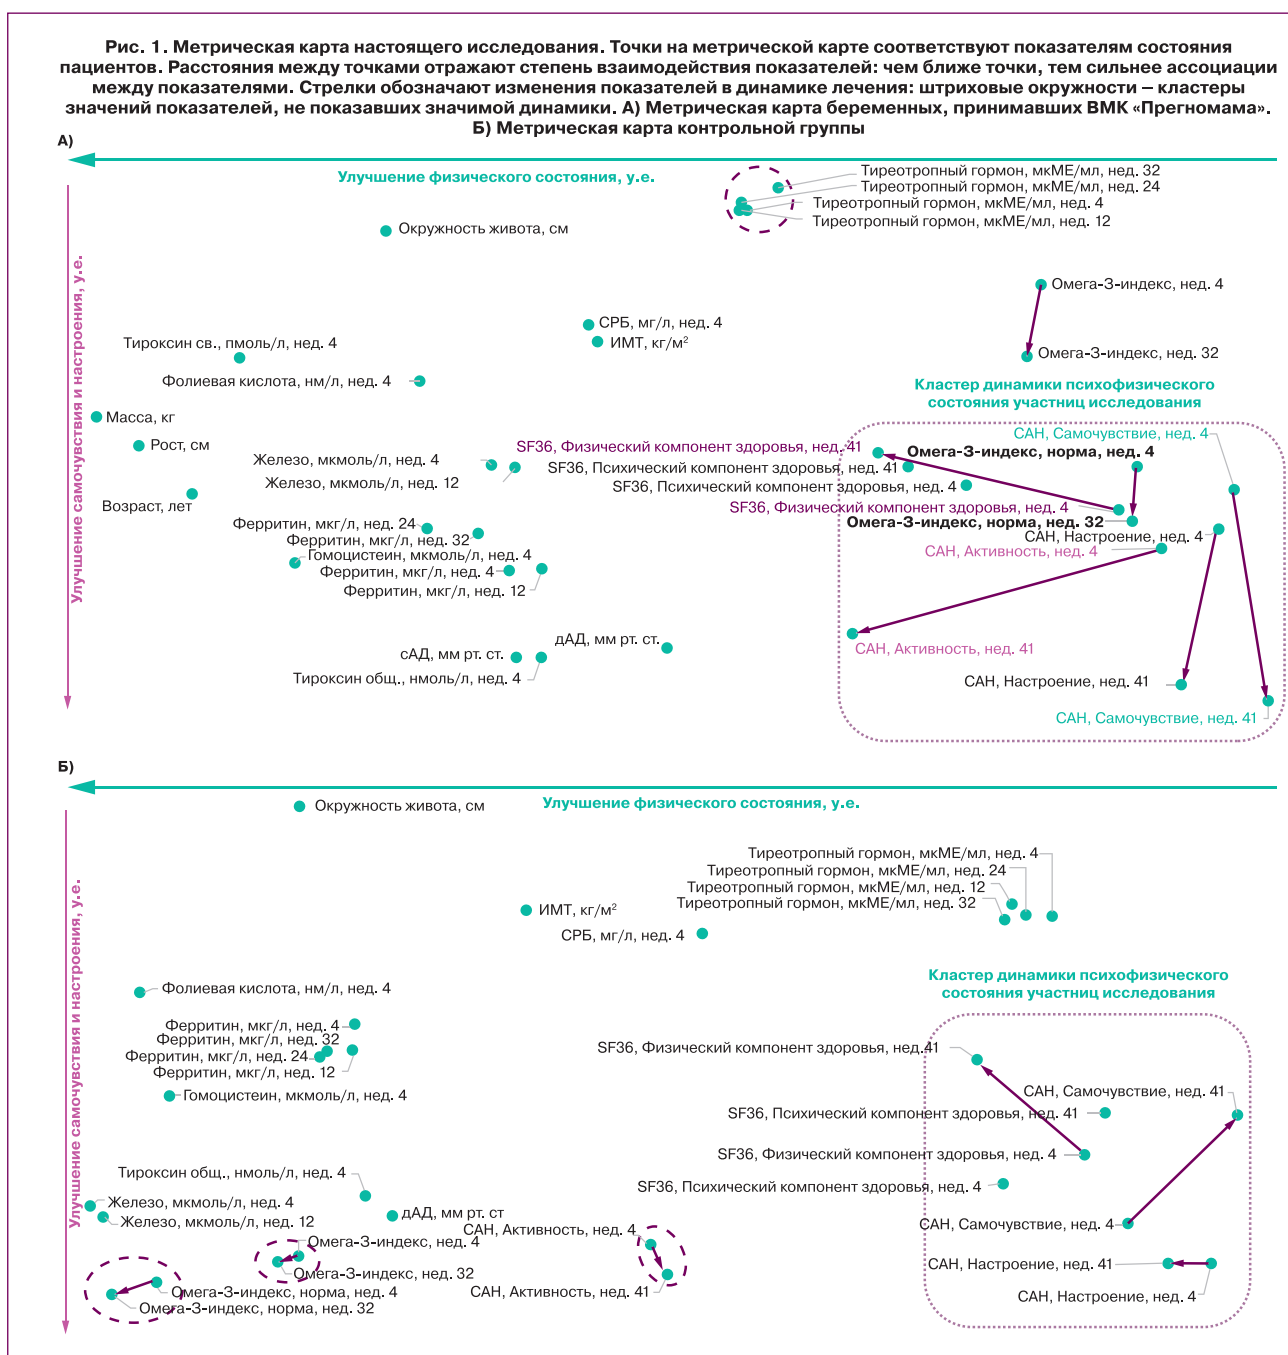 Рис. 1. Метрическая карта настоящего исследования. Точки на метрической карте соответствуют показателям состояния
пациентов. Расстояния между точками отражают степень взаимодействия показателей: чем ближе точки, тем сильнее ассоциации
между показателями. Стрелки обозначают изменения показателей в динамике лечения: штриховые окружности – кластеры
значений показателей, не показавших значимой динамики. А) Метрическая карта беременных, принимавших ВМК «Прегномама».
Б) Метрическая карта контрольной группы
А)
Улучшение физического состояния, у.е.
Улучшение самочувствия и настроения, у.е.
Тиреотропный гормон, мкМЕ/мл, нед. 32
Тиреотропный гормон, мкМЕ/мл, нед. 24
Тиреотропный гормон, мкМЕ/мл, нед. 4
Тиреотропный гормон, мкМЕ/мл, нед. 12
Окружность живота, см
Омега-3-индекс, нед. 4
СРБ, мг/л, нед. 4
ИМТ, кг/м²
Тироксин св., пмоль/л, нед. 4
Омега-3-индекс, нед. 32
Фолиевая кислота, нм/л, нед. 4
Кластер динамики психофизического
состояния участниц исследования
Масса, кг
Рост, см
Возраст, лет
САН, Самочувствие, нед. 4
SF36, Физический компонент здоровья, нед. 41
Омега-3-индекс, норма, нед. 4
Железо, мкмоль/л, нед. 4
SF36, Психический компонент здоровья, нед. 41
Железо, мкмоль/л, нед. 12
SF36, Психический компонент здоровья, нед. 4
SF36, Физический компонент здоровья, нед. 4
Омега-3-индекс, норма, нед. 32
Ферритин, мкг/л, нед. 24
Ферритин, мкг/л, нед. 32
САН, Настроение, нед. 4
Гомоцистеин, мкмоль/л, нед. 4
САН, Активность, нед. 4
Ферритин, мкг/л, нед. 4
Ферритин, мкг/л, нед. 12
дАД, мм рт. ст.
сАД, мм рт. ст.
САН, Активность, нед. 41
Тироксин общ., нмоль/л, нед. 4
САН, Настроение, нед. 41
САН, Самочувствие, нед. 41
Б)
Улучшение физического состояния, у.е.
Улучшение самочувствия и настроения, у.е.
Окружность живота, см
Тиреотропный гормон, мкМЕ/мл, нед. 4
Тиреотропный гормон, мкМЕ/мл, нед. 24
Тиреотропный гормон, мкМЕ/мл, нед. 12
Тиреотропный гормон, мкМЕ/мл, нед. 32
ИМТ, кг/м²
СРБ, мг/л, нед. 4
Кластер динамики психофизического
состояния участниц исследования
Фолиевая кислота, нм/л, нед. 4
Ферритин, мкг/л, нед. 4
Ферритин, мкг/л, нед. 32
Ферритин, мкг/л, нед. 24
Ферритин, мкг/л, нед. 12
SF36, Физический компонент здоровья, нед.41
Гомоцистеин, мкмоль/л, нед. 4
САН, Самочувствие, нед. 41
SF36, Психический компонент здоровья, нед. 41
SF36, Физический компонент здоровья, нед. 4
Тироксин общ., нмоль/л, нед. 4
SF36, Психический компонент здоровья, нед. 4
Железо, мкмоль/л, нед. 4
Железо, мкмоль/л, нед. 12
дАД, мм рт. ст
САН, Активность, нед. 4
САН, Самочувствие, нед. 4
Омега-3-индекс, нед. 4
Омега-3-индекс, нед. 32
САН, Настроение, нед. 41
Омега-3-индекс, норма, нед. 4
САН, Активность, нед. 41
САН, Настроение, нед. 4
Омега-3-индекс, норма, нед. 32